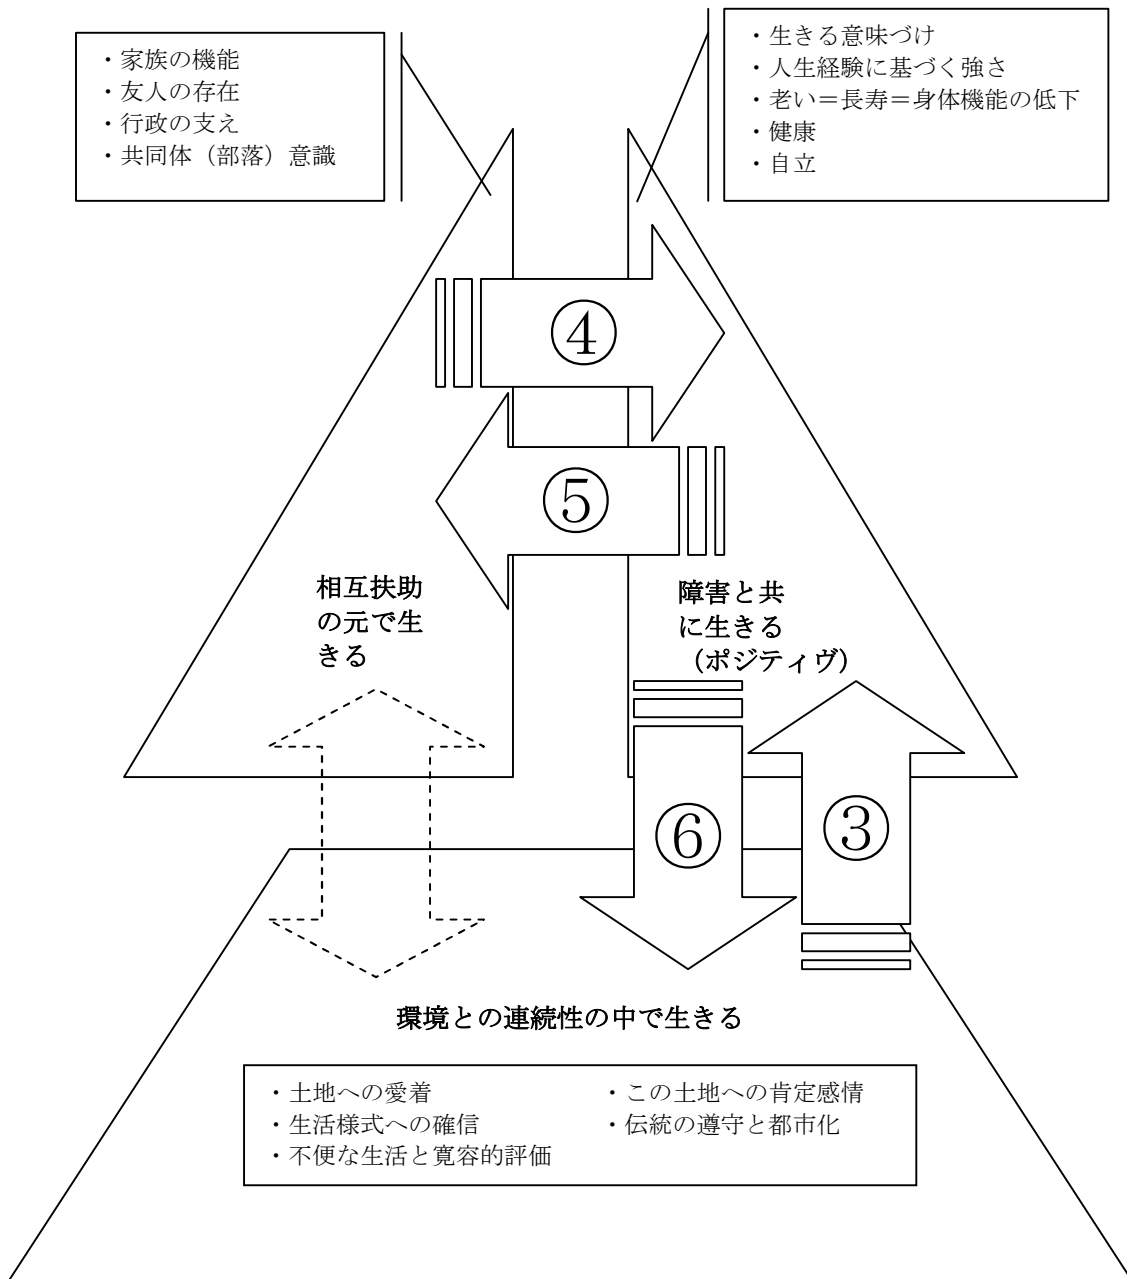 ・家族の機能
・友人の存在
・行政の支え
・共同体（部落）意識
・生きる意味づけ
・人生経験に基づく強さ
・老い＝長寿＝身体機能の低下
・健康
・自立
④
⑤
相互扶助
の元で生
きる
障害と共
に生きる
（ポジティヴ）
⑥
③
環境との連続性の中で生きる
・土地への愛着
・生活様式への確信
・不便な生活と寛容的評価
・この土地への肯定感情
・伝統の遵守と都市化